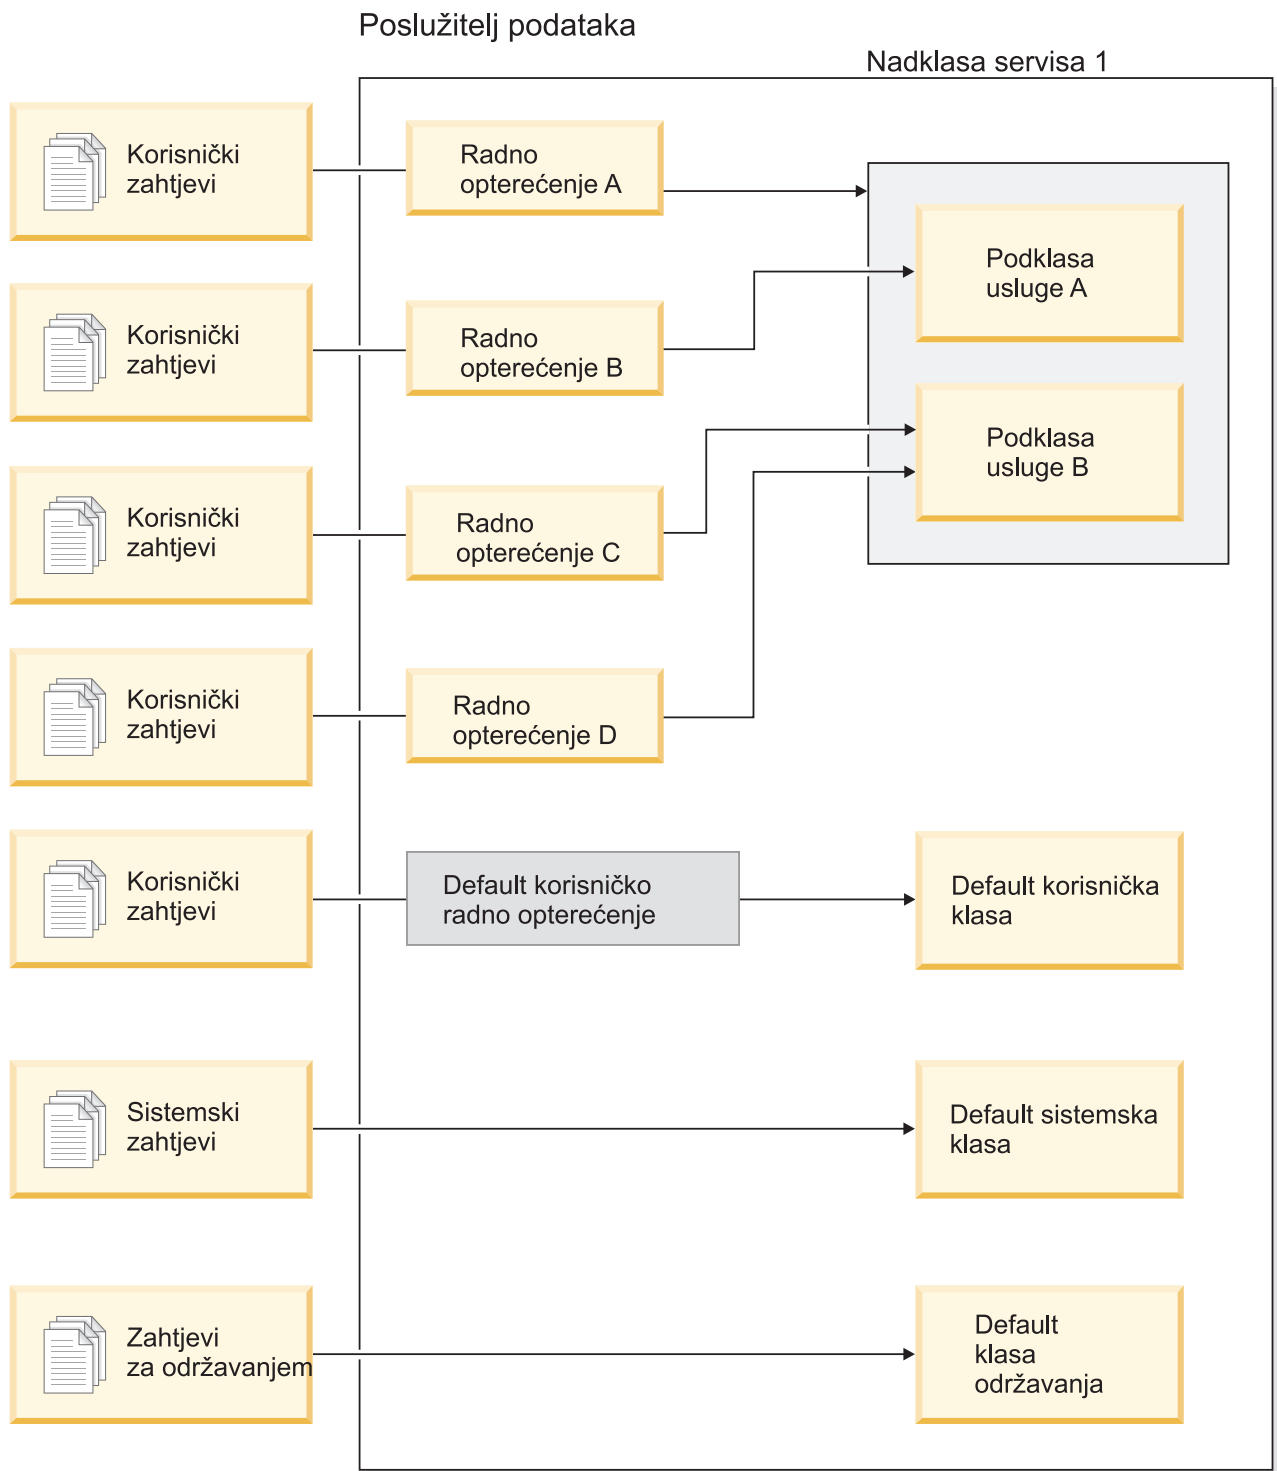 Poslužitelj podataka
Nadklasa servisa 1
Korisnički
zahtjevi
Radno
opterećenje A
Podklasa
usluge A
Korisnički
zahtjevi
Radno
opterećenje B
Podklasa
usluge B
Korisnički
zahtjevi
Radno
opterećenje C
Korisnički
zahtjevi
Radno
opterećenje D
Korisnički
zahtjevi
Default korisničko
radno opterećenje
Default korisnička
klasa
Sistemski
zahtjevi
Default sistemska
klasa
Zahtjevi
za održavanjem
Default
klasa
održavanja